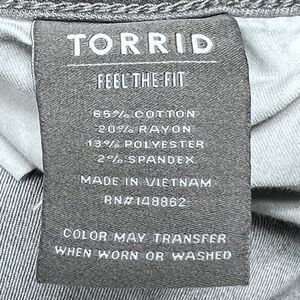 TORRID
FEEL THE FIT
65% COTTON
20% RAYON
13% POLYESTER
2% SPANDEX
MADE IN VIETNAM
RN#148862
COLOR MAY TRANSFER
WHEN WORN OR WASHED